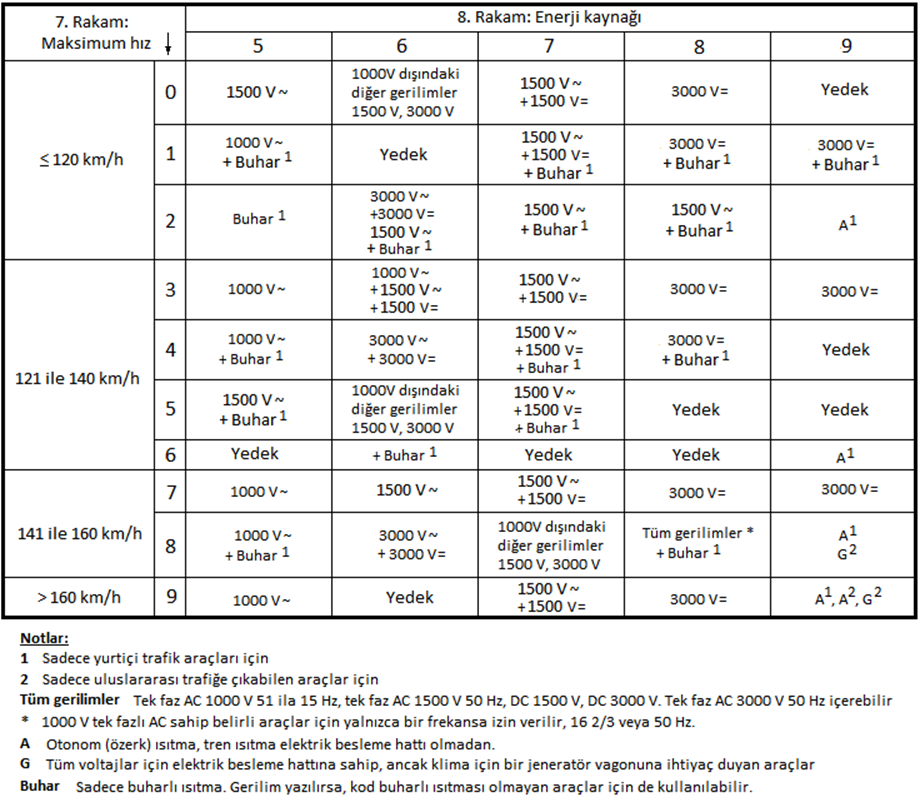 7. Rakam:
Maksimum hız
8. Rakam: Enerji kaynağı
5 6 7 8 9
≤ 120 km/h
0
1500 V~
1000V dışındaki
diğer gerilimler
1500 V, 3000 V
1500 V~
+1500 V=
3000 V=
Yedek
1
1000 V~
+ Buhar 1
Yedek
1500 V~
+1500 V=
+ Buhar 1
3000 V=
+ Buhar 1
3000 V=
+ Buhar 1
2
Buhar 1
3000 V~
+3000 V=
1500 V~
+ Buhar 1
1500 V~
+ Buhar 1
1500 V~
+ Buhar 1
A1
121 ile 140 km/h
3
1000 V~
1000 V~
+1500 V~
+1500 V=
1500 V~
+1500 V=
3000 V=
3000 V=
4
1000 V~
+ Buhar 1
3000 V~
+ 3000 V=
1500 V~
+1500 V=
+ Buhar 1
3000 V=
+ Buhar 1
Yedek
5
1500 V~
+ Buhar 1
1000V dışındaki
diğer gerilimler
1500 V, 3000 V
1500 V~
+1500 V=
+ Buhar 1
Yedek
Yedek
6
Yedek
+ Buhar 1
Yedek
Yedek
A1
141 ile 160 km/h
7
1000 V~
1500 V~
1500 V~
+1500 V=
3000 V=
3000 V=
8
1000 V~
+ Buhar 1
3000 V~
+ 3000 V=
1000V dışındaki
diğer gerilimler
1500 V, 3000 V
Tüm gerilimler *
+ Buhar 1
A1
G2
> 160 km/h
9
1000 V~
Yedek
1500 V~
+1500 V=
3000 V=
A1, A2, G2
Notlar:
1 Sadece yurtiçi trafik araçları için
2 Sadece uluslararası trafiğe çıkabilen araçlar için
Tüm gerilimler Tek faz AC 1000 V 51 ila 15 Hz, tek faz AC 1500 V 50 Hz, DC 1500 V, DC 3000 V. Tek faz AC 3000 V 50 Hz içerebilir
* 1000 V tek fazlı AC sahip belirli araçlar için yalnızca bir frekansa izin verilir, 16 2/3 veya 50 Hz.
A Otonom (özerk) ısıtma, tren ısıtma elektrik besleme hattı olmadan.
G Tüm voltajlar için elektrik besleme hattına sahip, ancak klima için bir jeneratör vagonuna ihtiyaç duyan araçlar
Buhar Sadece buharlı ısıtma. Gerilim yazılırsa, kod buharlı ısıtması olmayan araçlar için de kullanılabilir.